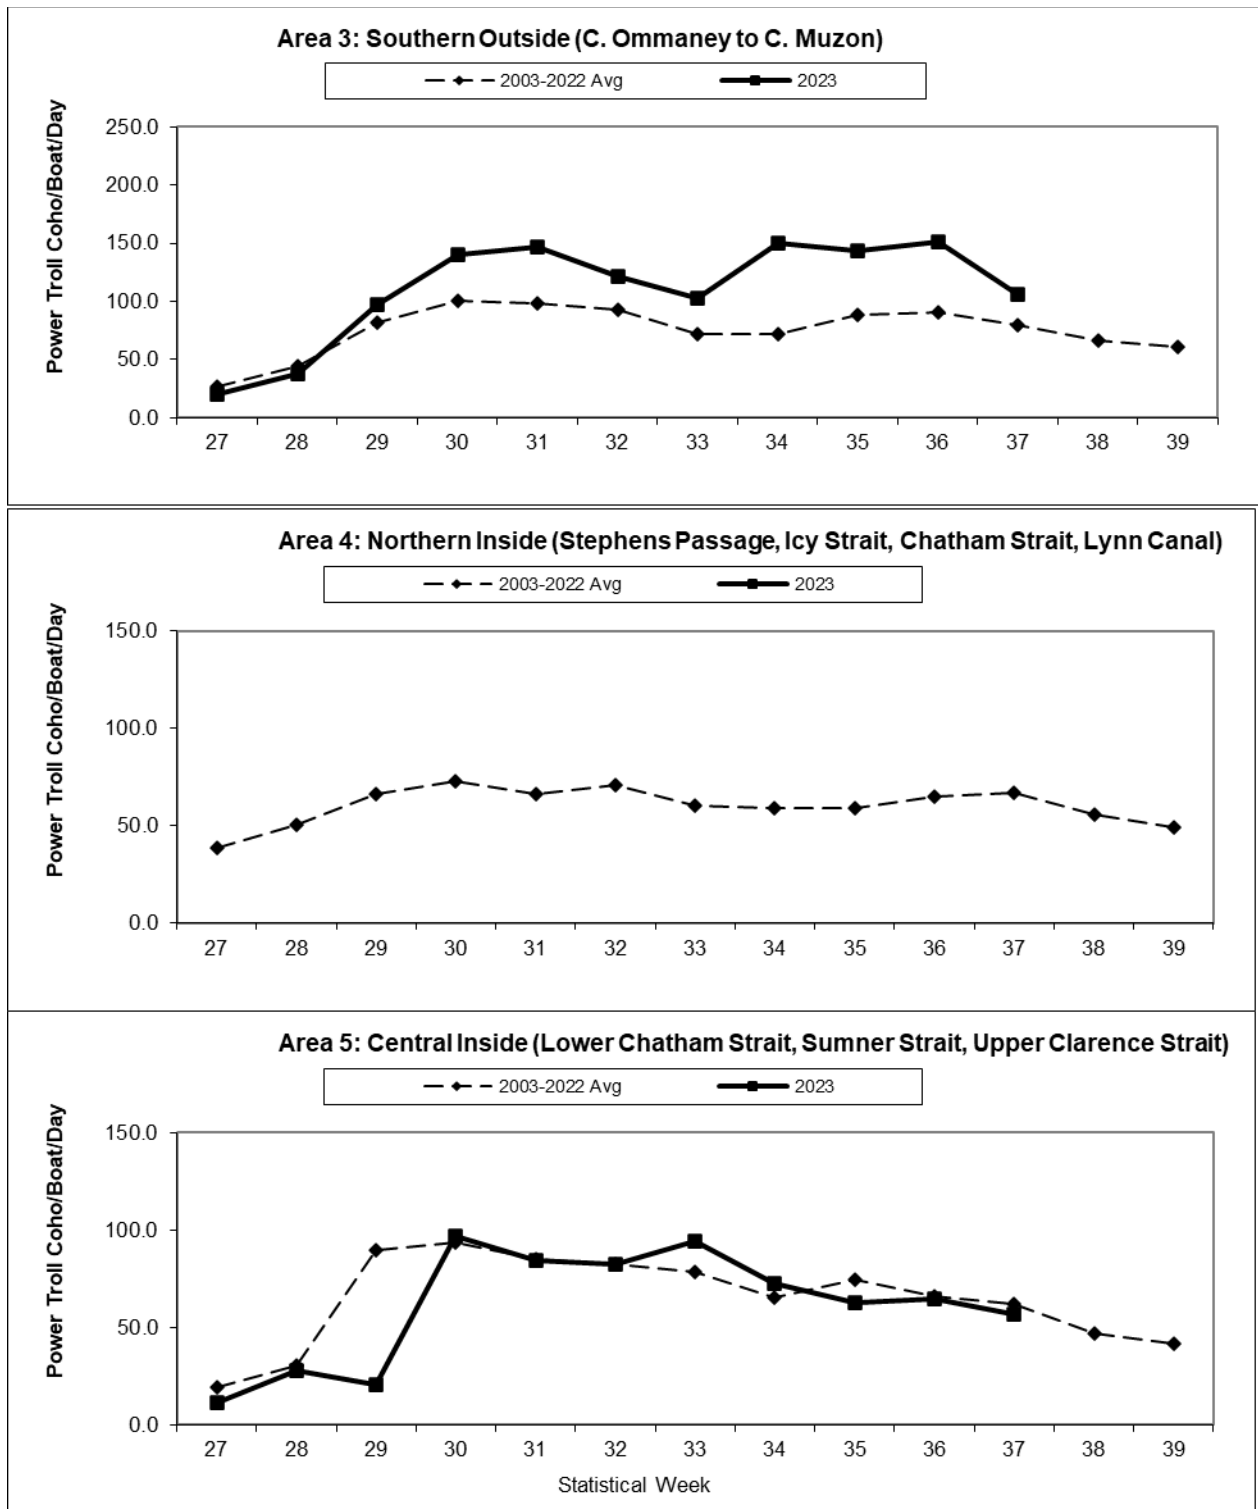 Area 3: Southern Outside (C. Ommaney to C. Muzon)
2003-2022 Avg 2023
Power Troll Coho/Boat/Day
250.0
200.0
150.0
100.0
50.0
0.0
27 28 29 30 31 32 33 34 35 36 37 38 39
Area 4: Northern Inside (Stephens Passage, Icy Strait, Chatham Strait, Lynn Canal)
2003-2022 Avg 2023
Power Troll Coho/Boat/Day
150.0
100.0
50.0
0.0
27 28 29 30 31 32 33 34 35 36 37 38 39
Area 5: Central Inside (Lower Chatham Strait, Sumner Strait, Upper Clarence Strait)
2003-2022 Avg 2023
Power Troll Coho/Boat/Day
150.0
100.0
50.0
0.0
27 28 29 30 31 32 33 34 35 36 37 38 39
Statistical Week